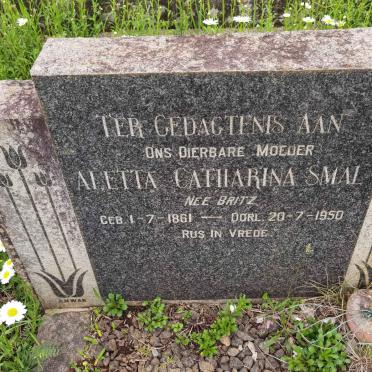 TER GEDAGTENIS AAN
ONS DIERBARE MOEDER
ALETTA CATHARINA SMAL
NEE BRITZ
GEB. 1-7-1861 — OORL. 20-7-1950
RUS IN VREDE
ANWAR